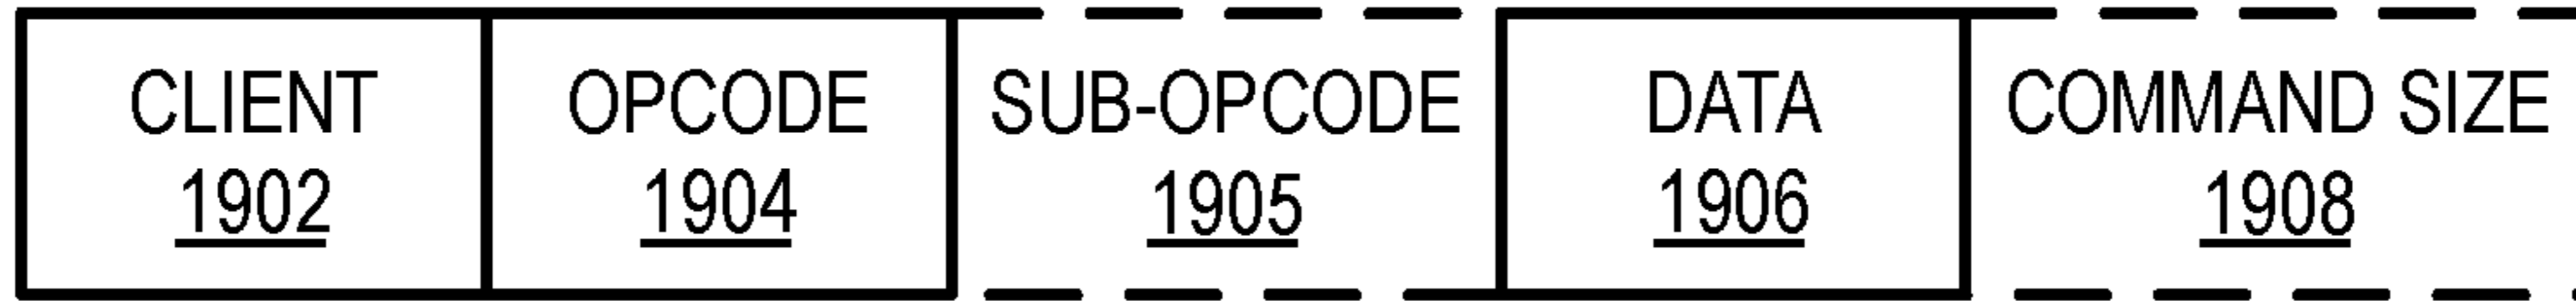 CLIENT
1902
OPCODE
1904
SUB-OPCODE
1905
DATA
1906
COMMAND SIZE
1908